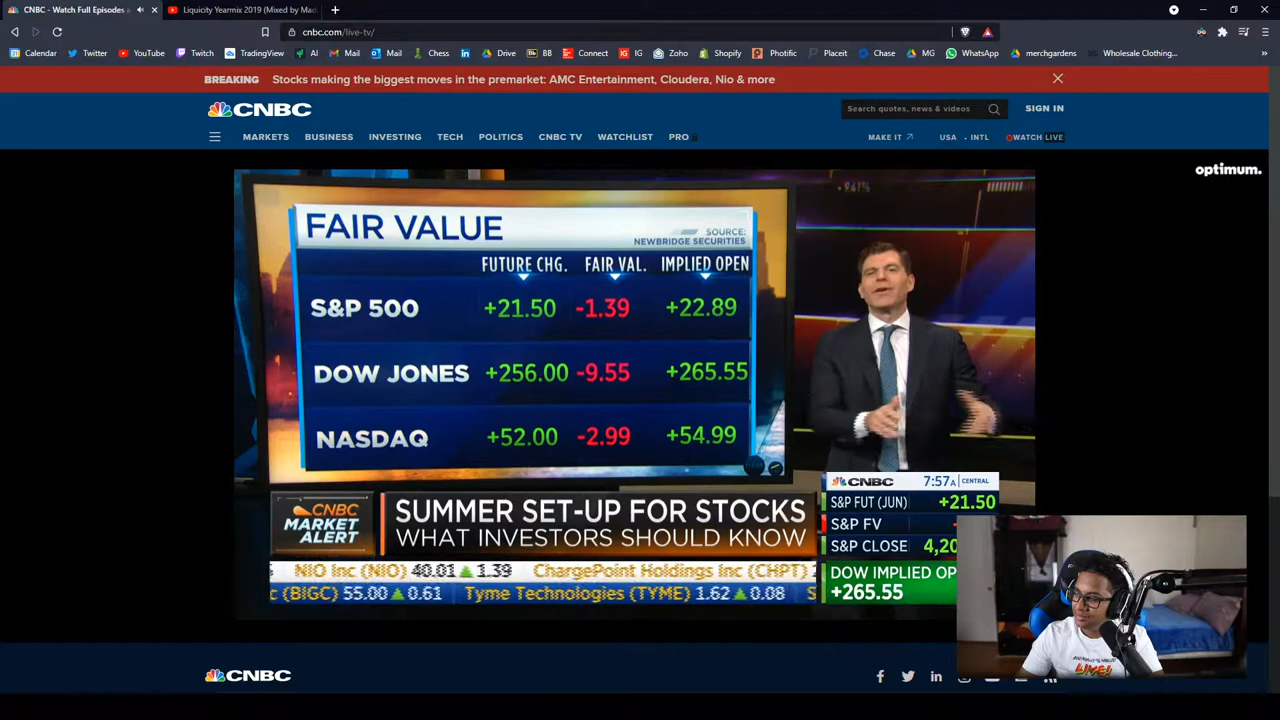 CNBC - Watch Full Episodes
Liquicity Yearmix 2019 (Mixed by Mad
cnbc.com/live-tv/
Calendar Twitter YouTube Twitch TradingView AI Mail Mail Chess Drive BB Connect IG Zoho Shopify Photific Placeit Chase MG WhatsApp merchgardens Wholesale Clothing...
BREAKING Stocks making the biggest moves in the premarket: AMC Entertainment, Cloudera, Nio & more
CNBC
Search quotes, news & videos
SIGN IN
MARKETS BUSINESS INVESTING TECH POLITICS CNBC TV WATCHLIST PRO
MAKE IT USA • INTL WATCH LIVE
optimum.
FAIR VALUE
SOURCE:
NEWBRIDGE SECURITIES
FUTURE CHG. FAIR VAL. IMPLIED OPEN
S&P 500 +21.50 -1.39 +22.89
DOW JONES +256.00 -9.55 +265.55
NASDAQ +52.00 -2.99 +54.99
CNBC
MARKET
ALERT
SUMMER SET-UP FOR STOCKS
WHAT INVESTORS SHOULD KNOW
CNBC 7:57A CENTRAL
S&P FUT (JUN) +21.50
S&P FV
S&P CLOSE 4,20
DOW IMPLIED OP
+265.55
NIO Inc (NIO) 40.01 ▲ 1.39 ChargePoint Holdings Inc (CHPT)
c (BIGC) 55.00 ▲ 0.61 Tyme Technologies (TYME) 1.62 ▲ 0.08
CNBC
LIVE!